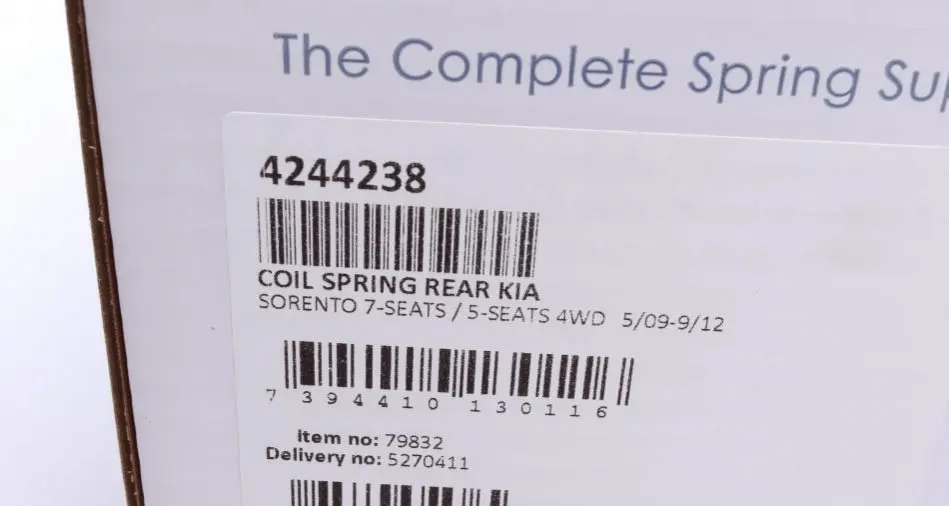 The Complete Spring
4244238
COIL SPRING REAR KIA
SORENTO 7-SEATS / 5-SEATS 4WD 5/09-9/12
7 394410 130116
Item no: 79832
Delivery no: 5270411